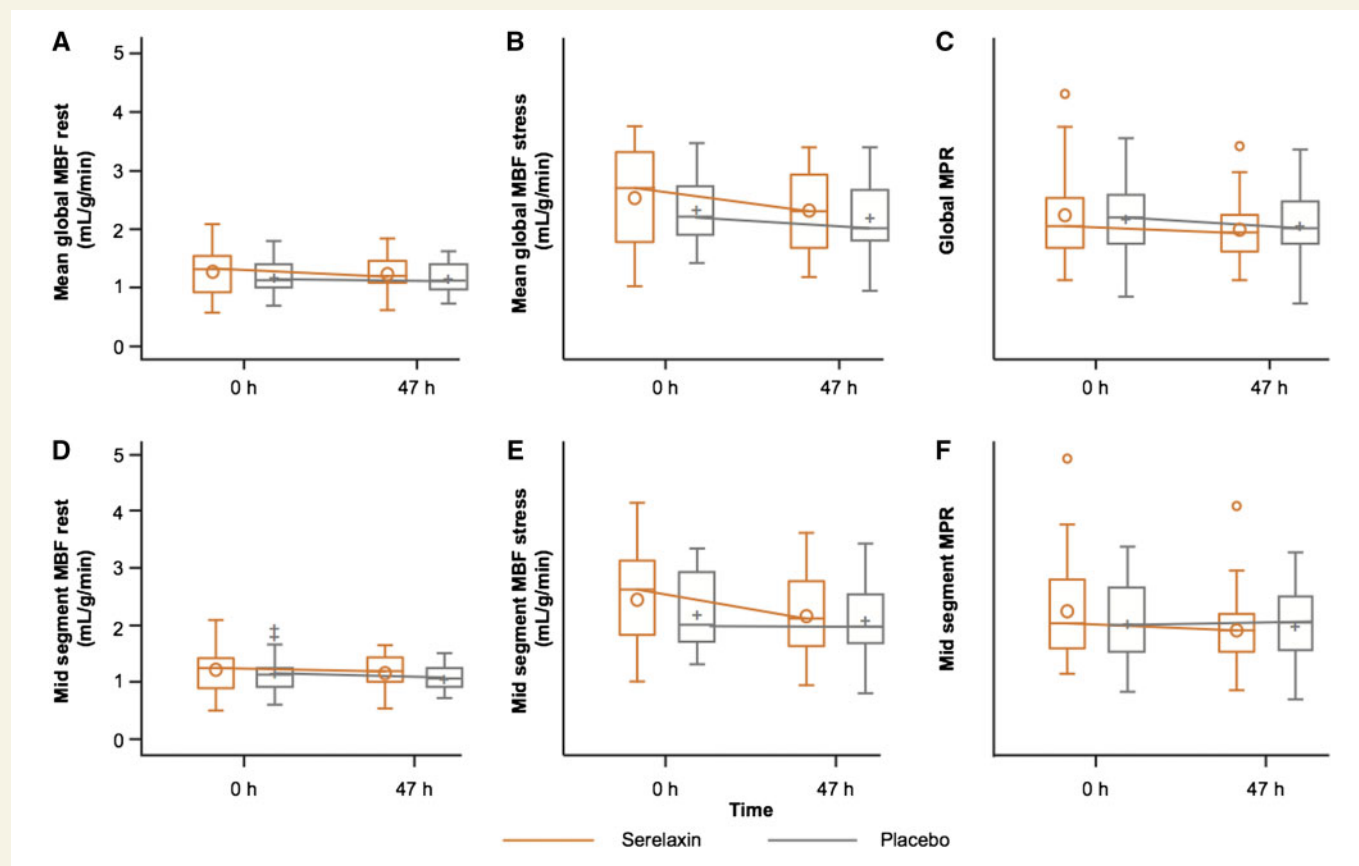 A
Mean global MBF rest
(mL/g/min)
5
4
3
2
1
0
0 h
47 h
B
Mean global MBF stress
(mL/g/min)
0 h
47 h
C
Global MPR
0 h
47 h
D
Mid segment MBF rest
(mL/g/min)
5
4
3
2
1
0
0 h
47 h
E
Mid segment MBF stress
(mL/g/min)
0 h
47 h
F
Mid segment MPR
0 h
47 h
Time
Serelaxin
Placebo